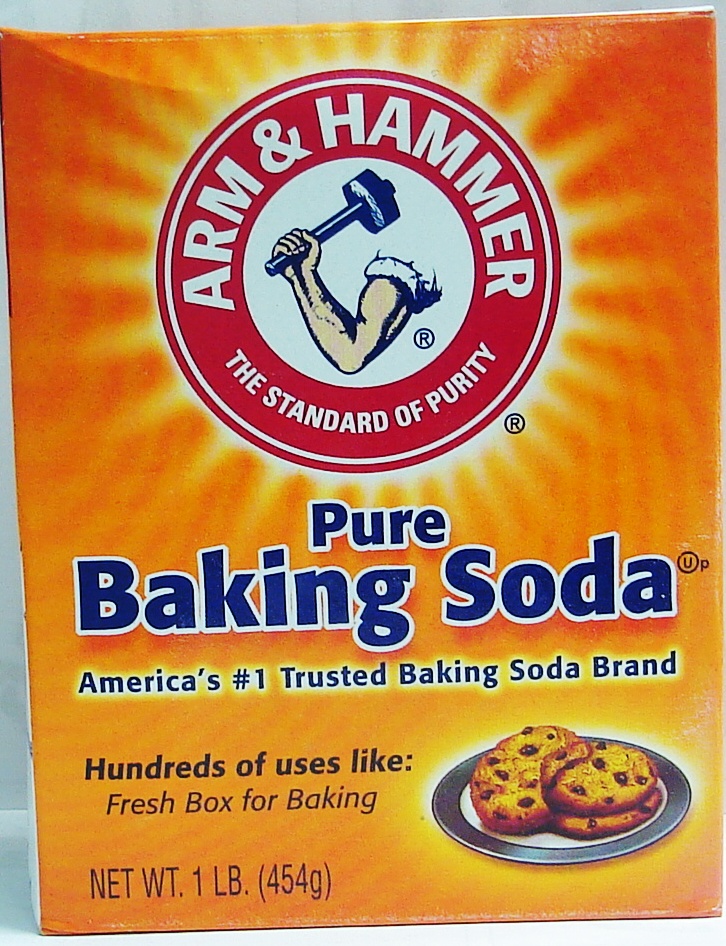 ARM & HAMMER
®
THE STANDARD OF PURITY
®
Pure
Baking Soda Ⓤp
America's #1 Trusted Baking Soda Brand
Hundreds of uses like:
Fresh Box for Baking
NET WT. 1 LB. (454g)